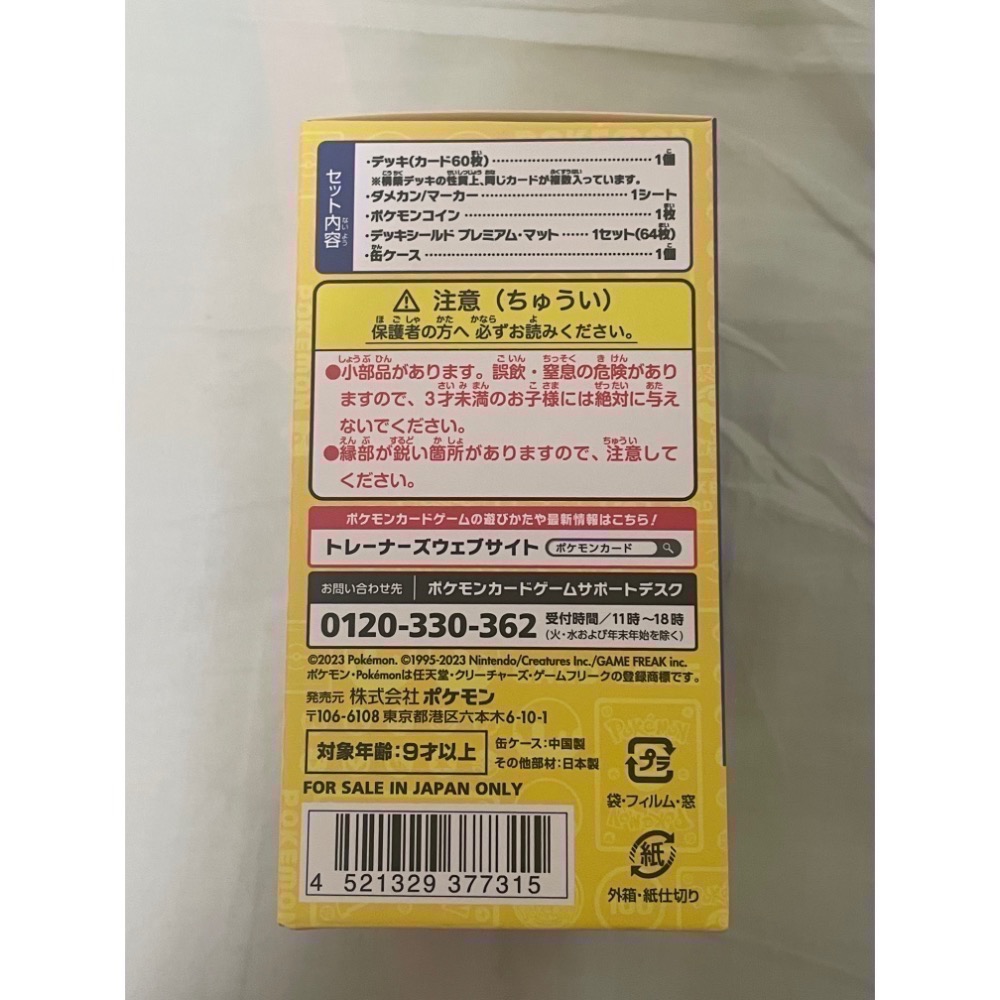 セット内容
・デッキ(カード60枚) 1個
※構築デッキの性質上、同じカードが複数入っています。
・ダメカン/マーカー 1シート
・ポケモンコイン 1枚
・デッキシールド プレミアム・マット 1セット(64枚)
・缶ケース 1個
⚠ 注意(ちゅうい)
保護者の方へ 必ずお読みください。
●小部品があります。誤飲・窒息の危険があり
ますので、3才未満のお子様には絶対に与え
ないでください。
●縁部が鋭い箇所がありますので、注意して
ください。
ポケモンカードゲームの遊びかたや最新情報はこちら!
トレーナーズウェブサイト ポケモンカード
お問い合わせ先 ポケモンカードゲームサポートデスク
0120-330-362 受付時間/11時~18時
(火・水および年末年始を除く)
©2023 Pokémon. ©1995-2023 Nintendo/Creatures Inc./GAME FREAK inc.
ポケモン・Pokémonは任天堂・クリーチャーズ・ゲームフリークの登録商標です。
発売元 株式会社ポケモン
〒106-6108 東京都港区六本木6-10-1
対象年齢:9才以上
缶ケース:中国製
その他部材:日本製
FOR SALE IN JAPAN ONLY
プラ
袋・フィルム・窓
紙
外箱・紙仕切り
4 521329 377315